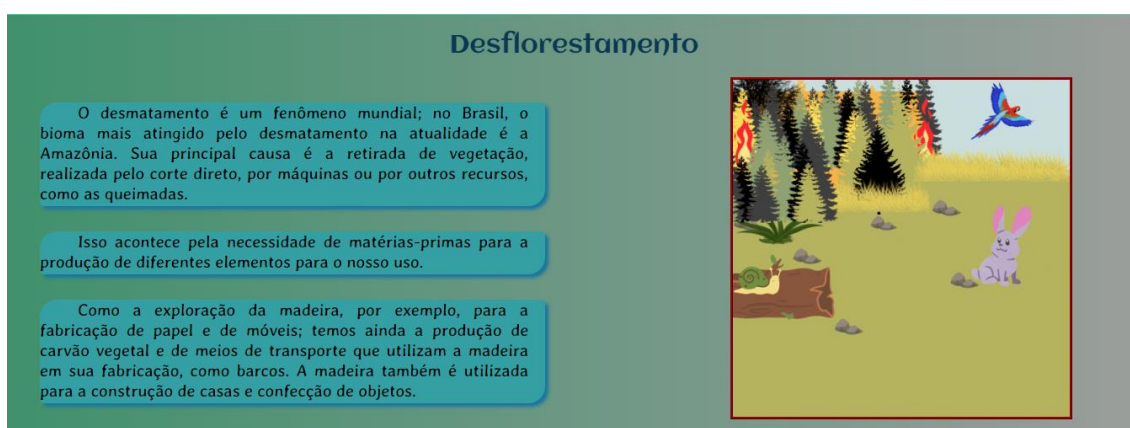 Desflorestamento
O desmatamento é um fenômeno mundial; no Brasil, o
bioma mais atingido pelo desmatamento na atualidade é a
Amazônia. Sua principal causa é a retirada de vegetação,
realizada pelo corte direto, por máquinas ou por outros recursos,
como as queimadas.
Isso acontece pela necessidade de matérias-primas para a
produção de diferentes elementos para o nosso uso.
Como a exploração da madeira, por exemplo, para a
fabricação de papel e de móveis; temos ainda a produção de
carvão vegetal e de meios de transporte que utilizam a madeira
em sua fabricação, como barcos. A madeira também é utilizada
para a construção de casas e confecção de objetos.